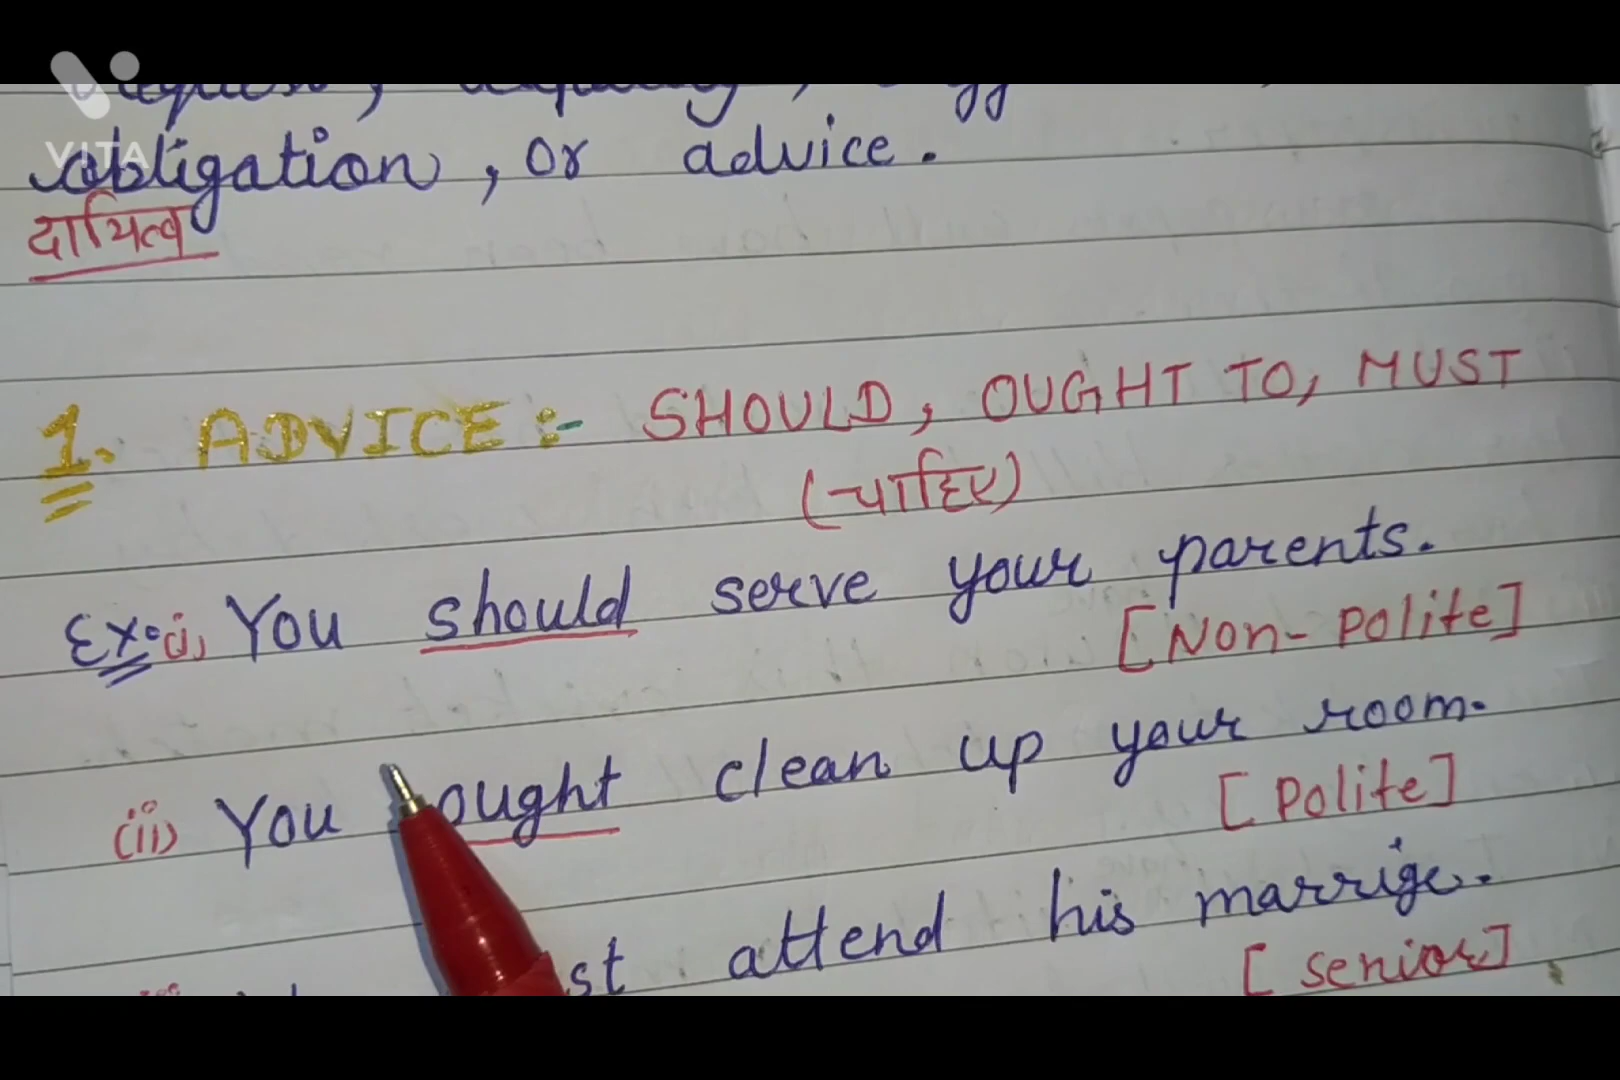 VITA
obligation, or advice.
दायित्व
1. ADVICE :- SHOULD, OUGHT TO, MUST
(चाहिए)
Ex:- i, You should serve your parents.
[Non-Polite]
(ii) You ought clean up your room.
[Polite]
attend his marrige.
[senior]